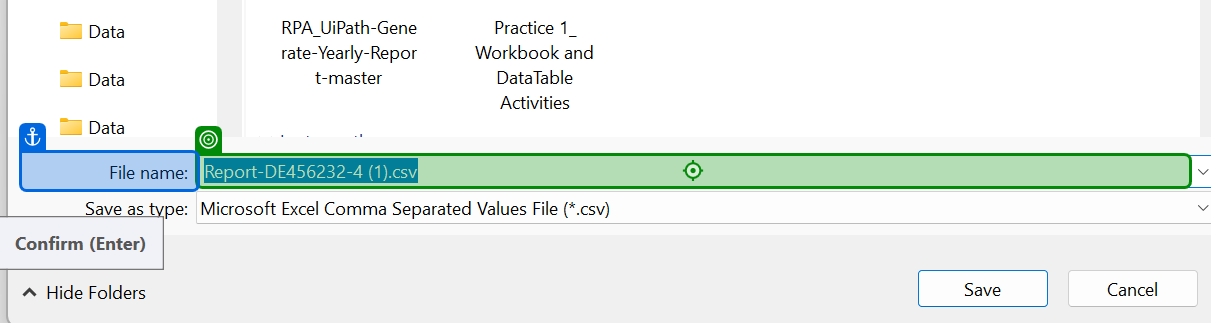 Data
Data
Data
RPA_UiPath-Gene
rate-Yearly-Repor
t-master
Practice 1_
Workbook and
DataTable
Activities
File name:
Report-DE456232-4 (1).csv
Save as type:
Microsoft Excel Comma Separated Values File (*.csv)
Confirm (Enter)
Hide Folders
Save
Cancel